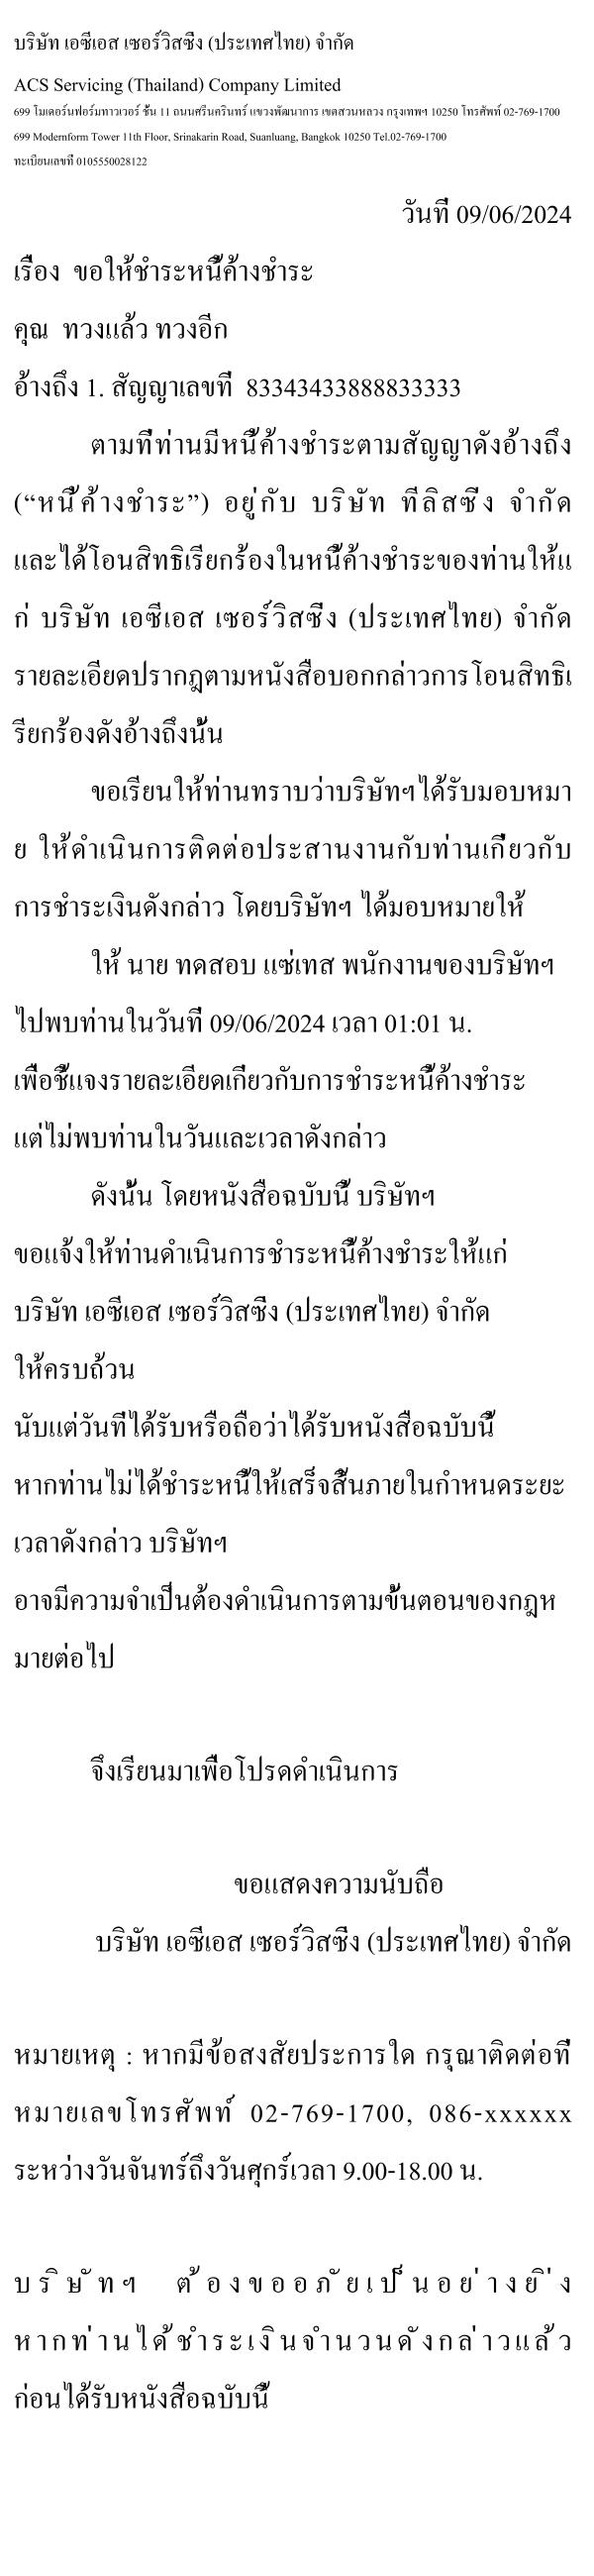 บริษัท เอซีเอส เซอร์วิสซิ่ง (ประเทศไทย) จำกัด
ACS Servicing (Thailand) Company Limited
699 โมเดอร์นฟอร์มทาวเวอร์ ชั้น 11 ถนนศรีนครินทร์ แขวงพัฒนาการ เขตสวนหลวง กรุงเทพฯ 10250 โทรศัพท์ 02-769-1700
699 Modernform Tower 11th Floor, Srinakarin Road, Suanluang, Bangkok 10250 Tel.02-769-1700
ทะเบียนเลขที่ 0105550028122
วันที่ 09/06/2024
เรื่อง ขอให้ชำระหนี้ค้างชำระ
คุณ ทวงแล้ว ทวงอีก
อ้างถึง 1. สัญญาเลขที่ 83343433888833333
ตามที่ท่านมีหนี้ค้างชำระตามสัญญาดังอ้างถึง
(“หนี้ค้างชำระ”) อยู่กับ บริษัท ทีลิสซิ่ง จำกัด
และได้โอนสิทธิเรียกร้องในหนี้ค้างชำระของท่านให้แ
ก่ บริษัท เอซีเอส เซอร์วิสซิ่ง (ประเทศไทย) จำกัด
รายละเอียดปรากฏตามหนังสือบอกกล่าวการโอนสิทธิเ
รียกร้องดังอ้างถึงนั้น
ขอเรียนให้ท่านทราบว่าบริษัทฯได้รับมอบหมา
ย ให้ดำเนินการติดต่อประสานงานกับท่านเกี่ยวกับ
การชำระเงินดังกล่าว โดยบริษัทฯ ได้มอบหมายให้
ให้ นาย ทดสอบ แซ่เทส พนักงานของบริษัทฯ
ไปพบท่านในวันที่ 09/06/2024 เวลา 01:01 น.
เพื่อชี้แจงรายละเอียดเกี่ยวกับการชำระหนี้ค้างชำระ
แต่ไม่พบท่านในวันและเวลาดังกล่าว
ดังนั้น โดยหนังสือฉบับนี้ บริษัทฯ
ขอแจ้งให้ท่านดำเนินการชำระหนี้ค้างชำระให้แก่
บริษัท เอซีเอส เซอร์วิสซิ่ง (ประเทศไทย) จำกัด
ให้ครบถ้วน
นับแต่วันที่ได้รับหรือถือว่าได้รับหนังสือฉบับนี้
หากท่านไม่ได้ชำระหนี้ให้เสร็จสิ้นภายในกำหนดระยะ
เวลาดังกล่าว บริษัทฯ
อาจมีความจำเป็นต้องดำเนินการตามขั้นตอนของกฎห
มายต่อไป
จึงเรียนมาเพื่อโปรดดำเนินการ
ขอแสดงความนับถือ
บริษัท เอซีเอส เซอร์วิสซิ่ง (ประเทศไทย) จำกัด
หมายเหตุ : หากมีข้อสงสัยประการใด กรุณาติดต่อที่
หมายเลขโทรศัพท์ 02-769-1700, 086-xxxxxx
ระหว่างวันจันทร์ถึงวันศุกร์เวลา 9.00-18.00 น.
บริษัทฯ ต้องขออภัยเป็นอย่างยิ่ง
หากท่านได้ชำระเงินจำนวนดังกล่าวแล้ว
ก่อนได้รับหนังสือฉบับนี้